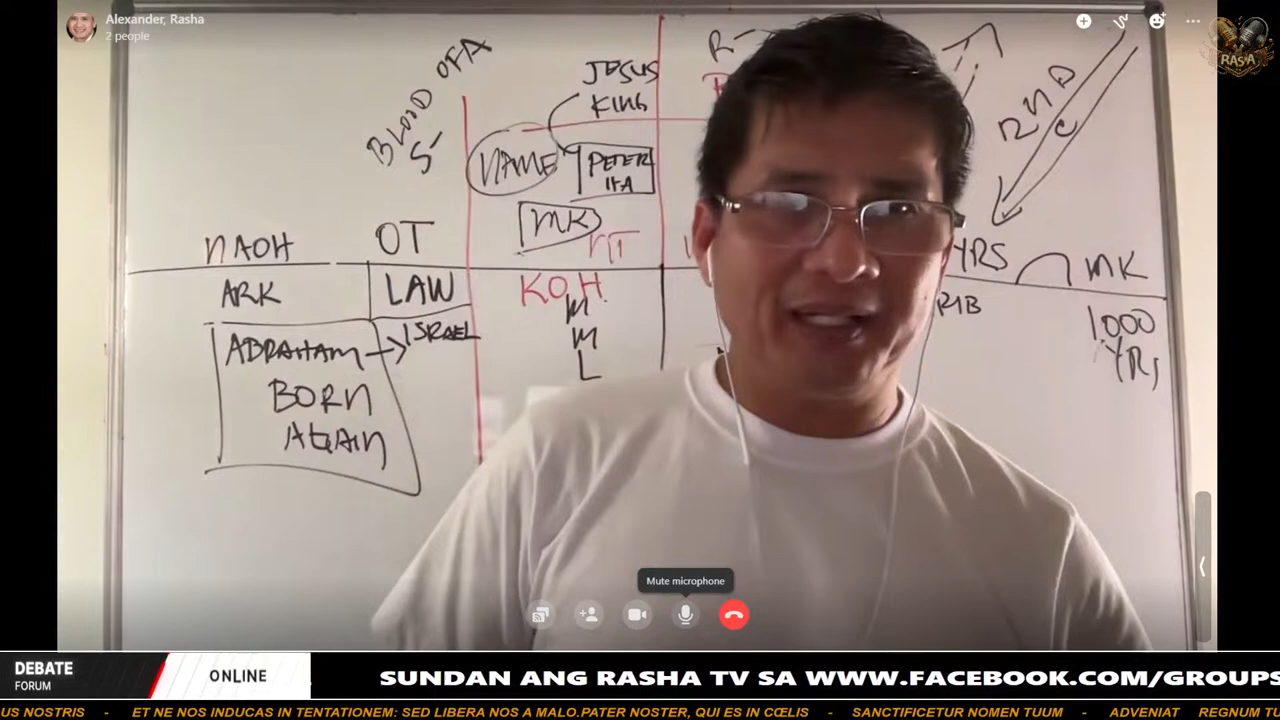 Alexander, Rasha
2 people
RASA
BLOOD OF A
JESUS
KING
R
2ND
C
NAME
PETER
MK
NT
NAOH
OT
YRS
MK
ARK
LAW
KOH
M
M
L
1000
YRS
ABRAHAM
ISRAEL
BORN
AGAIN
Mute microphone
DEBATE
FORUM
ONLINE
SUNDAN ANG RASHA TV SA WWW.FACEBOOK.COM/GROUPS
US NOSTRIS - ET NE NOS INDUCAS IN TENTATIONEM: SED LIBERA NOS A MALO.PATER NOSTER, QUI ES IN CŒLIS - SANCTIFICETUR NOMEN TUUM - ADVENIAT REGNUM TU